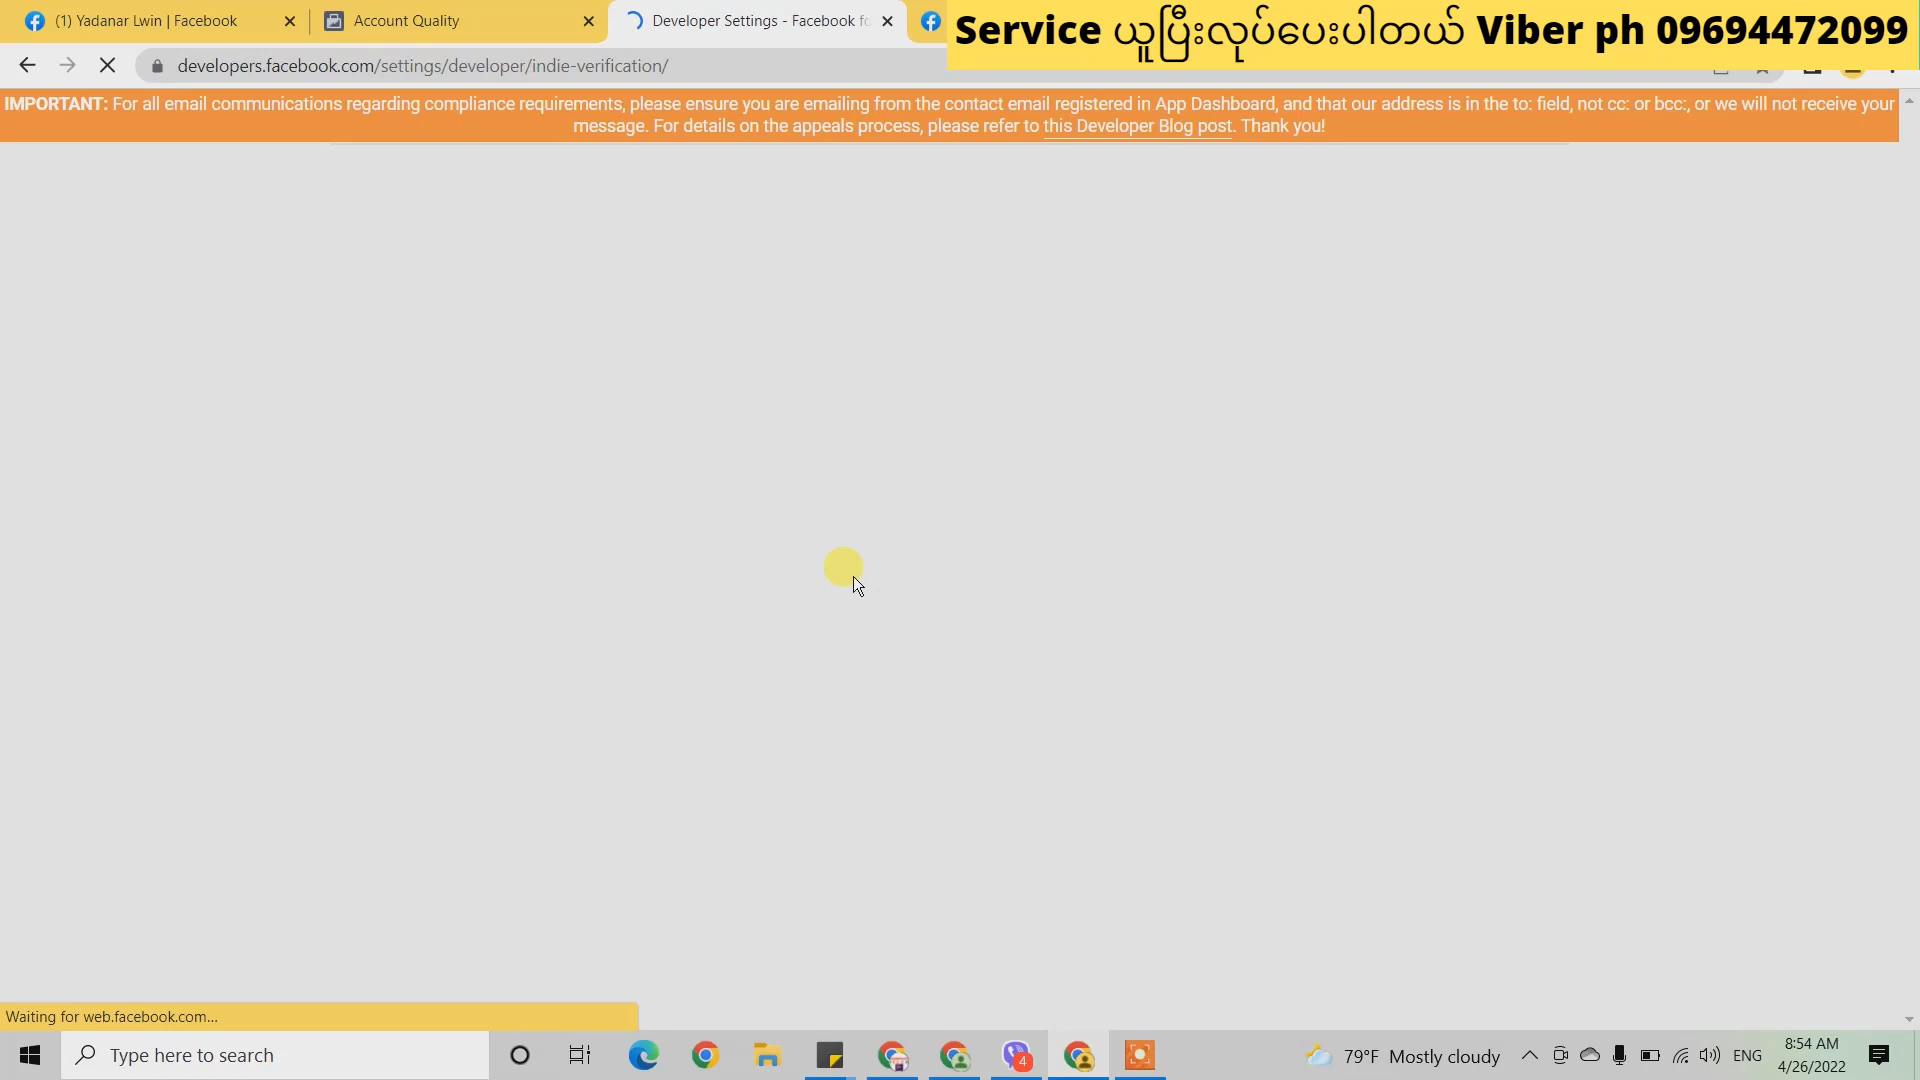 (1) Yadanar Lwin | Facebook
Account Quality
Developer Settings - Facebook fo
Service ယူပြီးလုပ်ပေးပါတယ် Viber ph 09694472099
developers.facebook.com/settings/developer/indie-verification/
IMPORTANT: For all email communications regarding compliance requirements, please ensure you are emailing from the contact email registered in App Dashboard, and that our address is in the to: field, not cc: or bcc:, or we will not receive your
message. For details on the appeals process, please refer to this Developer Blog post. Thank you!
Waiting for web.facebook.com...
Type here to search
4
79°F Mostly cloudy
ENG
8:54 AM
4/26/2022